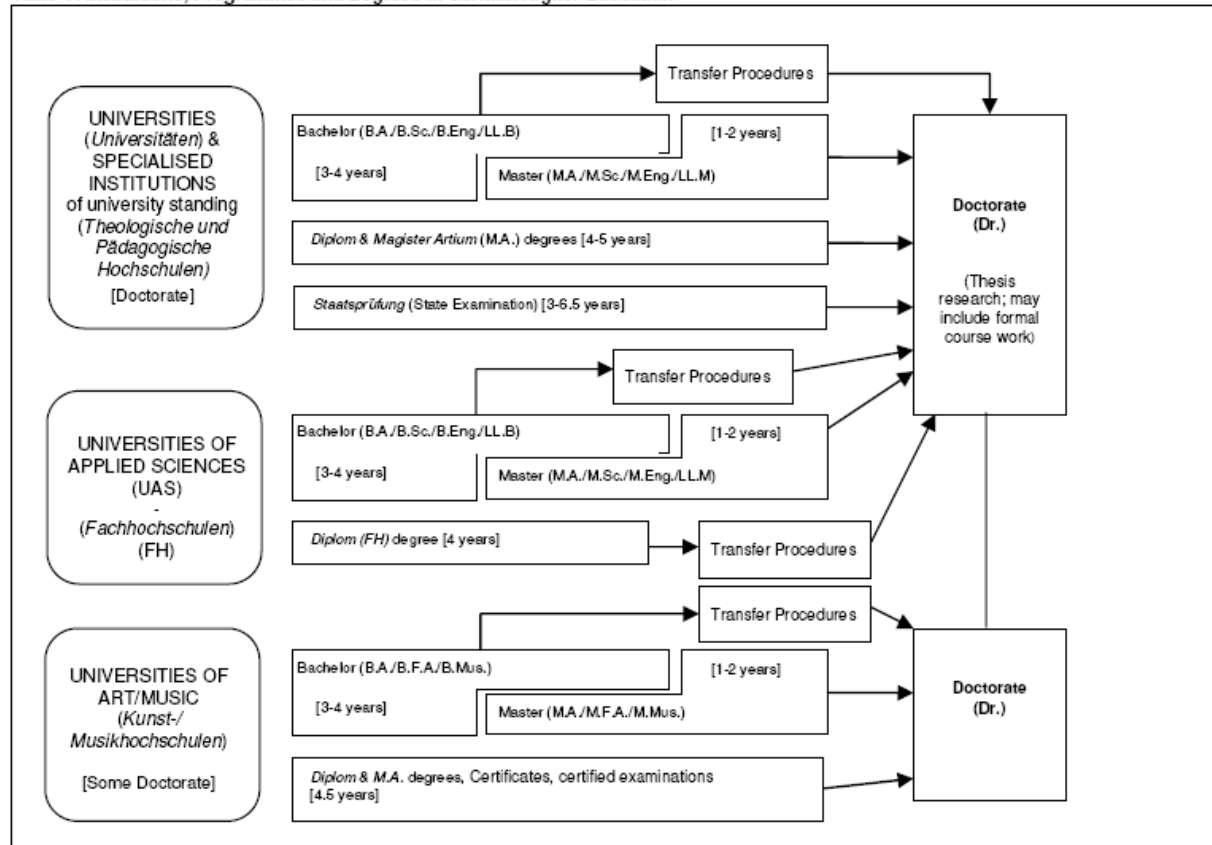 Transfer Procedures
UNIVERSITIES
(Universitäten) &
SPECIALISED
INSTITUTIONS
of university standing
(Theologische und
Pädagogische
Hochschulen)
[Doctorate]
Bachelor (B.A./B.Sc./B.Eng./LL.B)
[3-4 years]
[1-2 years]
Master (M.A./M.Sc./M.Eng./LL.M)
Diplom & Magister Artium (M.A.) degrees [4-5 years]
Staatsprüfung (State Examination) [3-6.5 years]
Doctorate
(Dr.)
(Thesis
research; may
include formal
course work)
Transfer Procedures
UNIVERSITIES OF
APPLIED SCIENCES
(UAS)
-
(Fachhochschulen)
(FH)
Bachelor (B.A./B.Sc./B.Eng./LL.B)
[3-4 years]
[1-2 years]
Master (M.A./M.Sc./M.Eng./LL.M)
Diplom (FH) degree [4 years]
Transfer Procedures
Transfer Procedures
UNIVERSITIES OF
ART/MUSIC
(Kunst-/
Musikhochschulen)
[Some Doctorate]
Bachelor (B.A./B.F.A./B.Mus.)
[3-4 years]
[1-2 years]
Master (M.A./M.F.A./M.Mus.)
Diplom & M.A. degrees, Certificates, certified examinations
[4.5 years]
Doctorate
(Dr.)